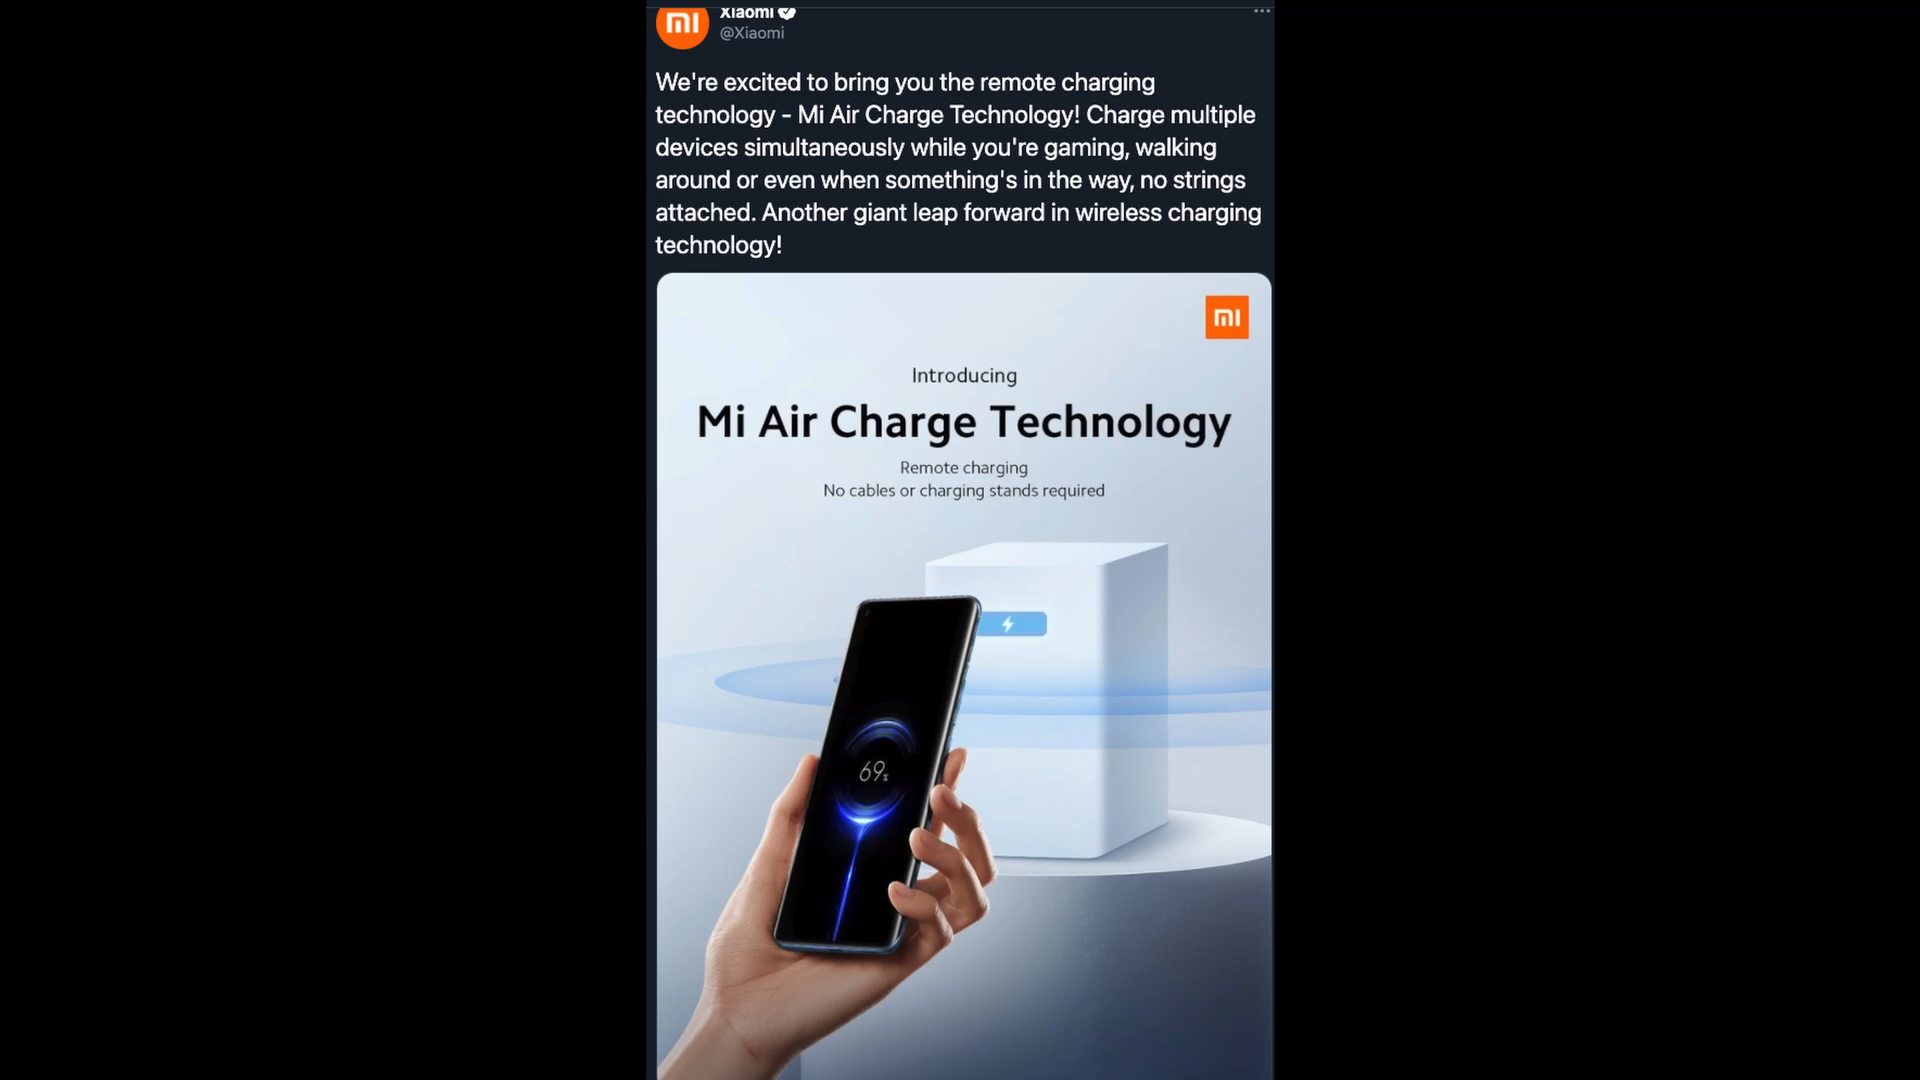 mi
Xiaomi
@Xiaomi
We're excited to bring you the remote charging
technology - Mi Air Charge Technology! Charge multiple
devices simultaneously while you're gaming, walking
around or even when something's in the way, no strings
attached. Another giant leap forward in wireless charging
technology!
mi
Introducing
Mi Air Charge Technology
Remote charging
No cables or charging stands required
69%